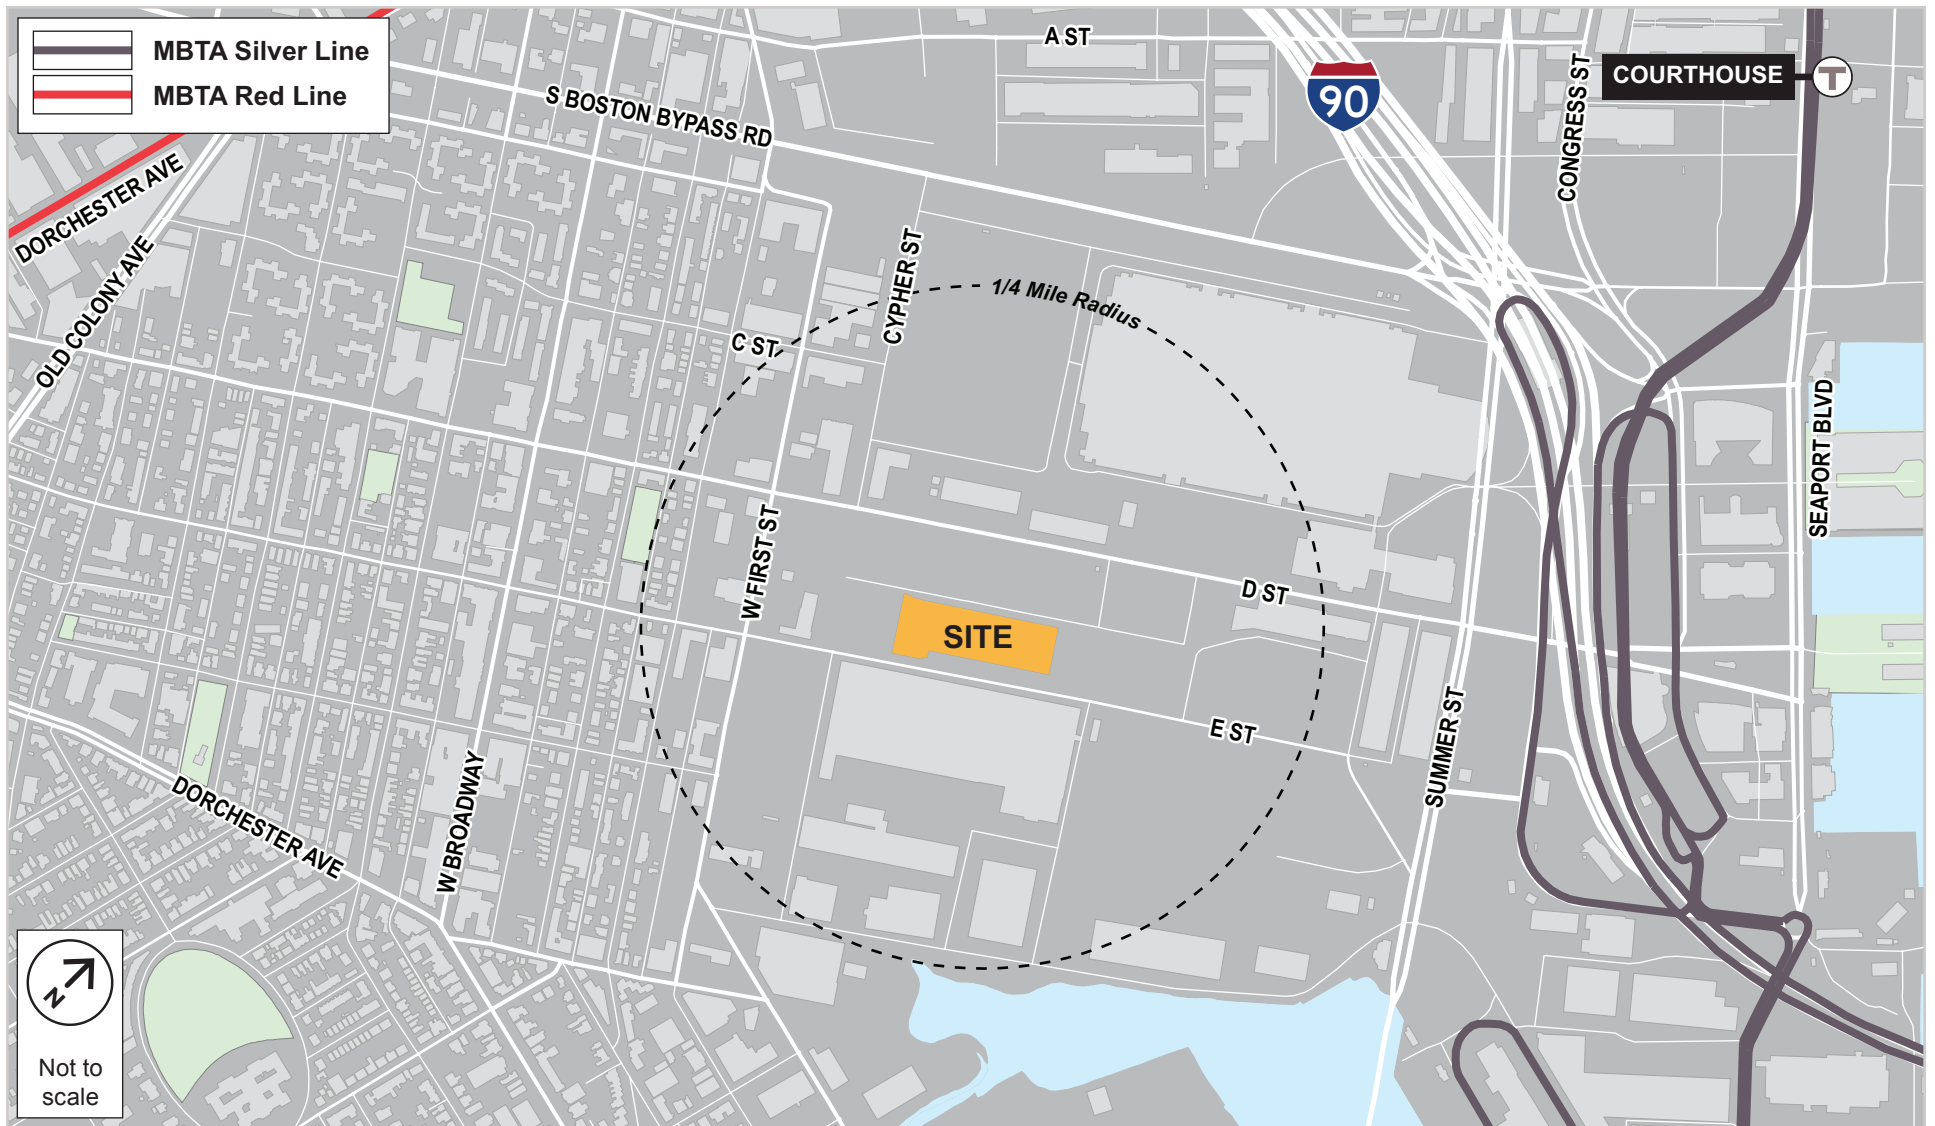 MBTA Silver Line
MBTA Red Line
A ST
90
CONGRESS ST
COURTHOUSE
T
S BOSTON BYPASS RD
DORCHESTER AVE
OLD COLONY AVE
CYPHER ST
1/4 Mile Radius
C ST
SEAPORT BLVD
W FIRST ST
D ST
SITE
E ST
SUMMER ST
DORCHESTER AVE
W BROADWAY
N
Not to
scale